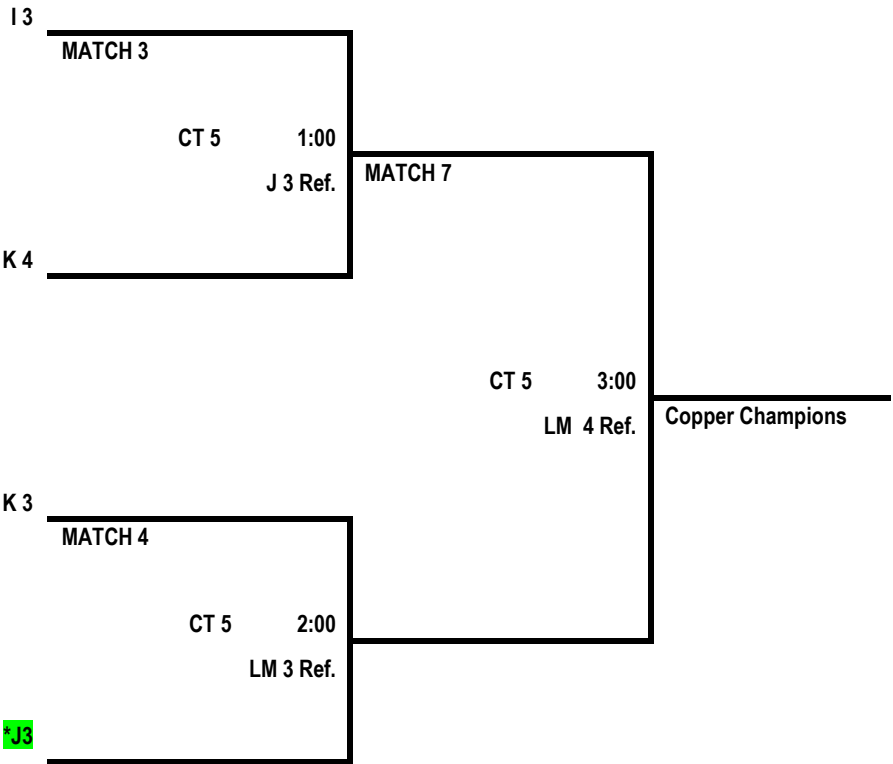 I 3
MATCH 3
CT 5 1:00
J 3 Ref.
MATCH 7
K 4
CT 5 3:00
LM 4 Ref.
Copper Champions
K 3
MATCH 4
CT 5 2:00
LM 3 Ref.
*J3